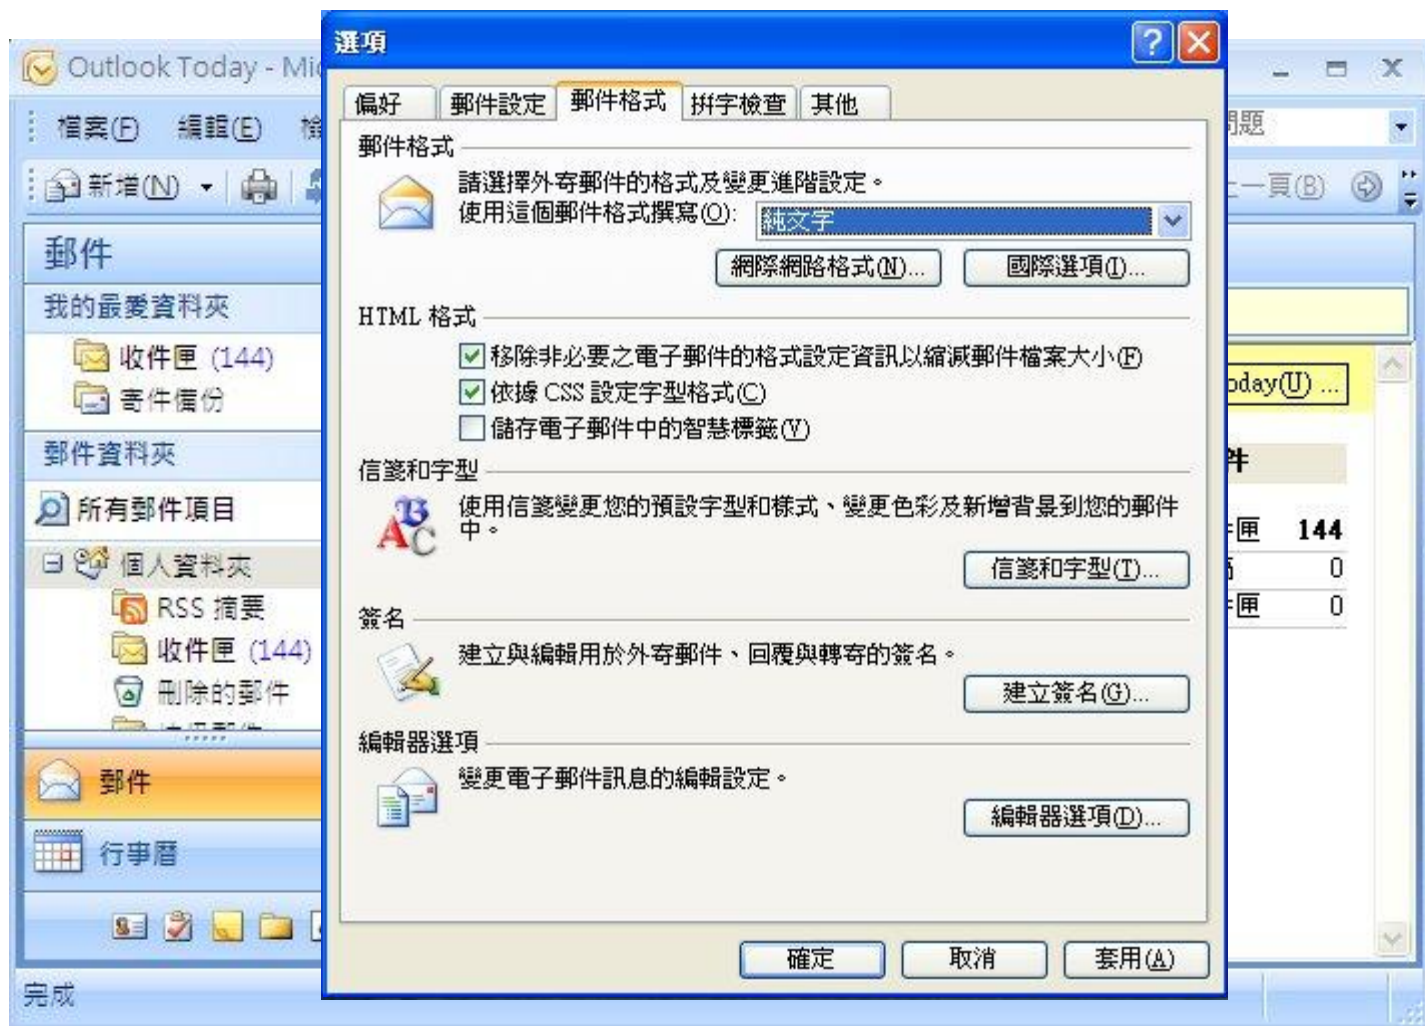 Outlook Today - Mic
選項
檔案(F) 編輯(E)
問題
新增(N)
上一頁(B)
偏好 郵件設定 郵件格式 拼字檢查 其他
郵件格式
請選擇外寄郵件的格式及變更進階設定。
使用這個郵件格式撰寫(O): 純文字
網際網路格式(N)... 國際選項(I)...
HTML 格式
移除非必要之電子郵件的格式設定資訊以縮減郵件檔案大小(F)
依據 CSS 設定字型格式(C)
儲存電子郵件中的智慧標籤(V)
信箋和字型
使用信箋變更您的預設字型和樣式、變更色彩及新增背景到您的郵件
中。
信箋和字型(T)...
簽名
建立與編輯用於外寄郵件、回覆與轉寄的簽名。
建立簽名(G)...
編輯器選項
變更電子郵件訊息的編輯設定。
編輯器選項(D)...
確定 取消 套用(A)
郵件
我的最愛資料夾
收件匣 (144)
寄件備份
郵件資料夾
所有郵件項目
個人資料夾
RSS 摘要
收件匣 (144)
刪除的郵件
郵件
行事曆
完成
oday(U) ...
件
匣 144
0
匣 0